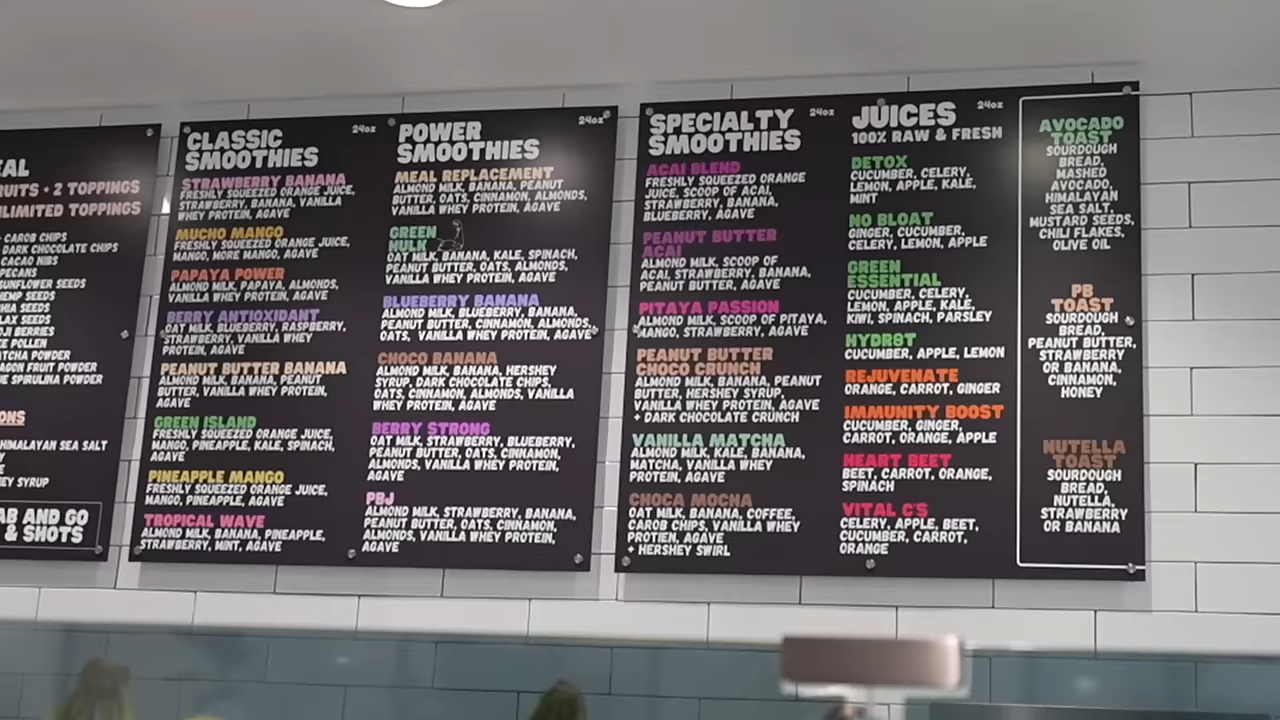 RUITS • 2 TOPPINGS
NLIMITED TOPPINGS
CARB CHIPS
DARK CHOCOLATE CHIPS
CACAO NIBS
PECANS
SUNFLOWER SEEDS
HEMP SEEDS
HIA SEEDS
LAX SEEDS
OJI BERRIES
EE POLLEN
ATCHA POWDER
AGON FRUIT POWDER
UE SPIRULINA POWDER
ONS
HIMALAYAN SEA SALT
EY SYRUP
AB AND GO
& SHOTS
CLASSIC 24oz
SMOOTHIES
STRAWBERRY BANANA
FRESHLY SQUEEZED ORANGE JUICE,
STRAWBERRY, BANANA, VANILLA
WHEY PROTEIN, AGAVE
MUCHO MANGO
FRESHLY SQUEEZED ORANGE JUICE,
MANGO, MORE MANGO, AGAVE
PAPAYA POWER
ALMOND MILK, PAPAYA, ALMONDS,
VANILLA WHEY PROTEIN, AGAVE
BERRY ANTIOXIDANT
OAT MILK, BLUEBERRY, RASPBERRY,
STRAWBERRY, VANILLA WHEY
PROTEIN, AGAVE
PEANUT BUTTER BANANA
ALMOND MILK, BANANA, PEANUT
BUTTER, VANILLA WHEY PROTEIN,
AGAVE
GREEN ISLAND
FRESHLY SQUEEZED ORANGE JUICE,
MANGO, PINEAPPLE, KALE, SPINACH,
AGAVE
PINEAPPLE MANGO
FRESHLY SQUEEZED ORANGE JUICE,
MANGO, PINEAPPLE, AGAVE
TROPICAL WAVE
ALMOND MILK, BANANA, PINEAPPLE,
STRAWBERRY, MINT, AGAVE
POWER 24oz
SMOOTHIES
MEAL REPLACEMENT
ALMOND MILK, BANANA, PEANUT
BUTTER, OATS, CINNAMON, ALMONDS,
VANILLA WHEY PROTEIN, AGAVE
GREEN
HULK
OAT MILK, BANANA, KALE, SPINACH,
PEANUT BUTTER, OATS, ALMONDS,
VANILLA WHEY PROTEIN, AGAVE
BLUEBERRY BANANA
ALMOND MILK, BLUEBERRY, BANANA,
PEANUT BUTTER, CINNAMON, ALMONDS,
OATS, VANILLA WHEY PROTEIN, AGAVE
CHOCO BANANA
ALMOND MILK, BANANA, HERSHEY
SYRUP, DARK CHOCOLATE CHIPS,
OATS, CINNAMON, ALMONDS, VANILLA
WHEY PROTEIN, AGAVE
BERRY STRONG
OAT MILK, STRAWBERRY, BLUEBERRY,
PEANUT BUTTER, OATS, CINNAMON,
ALMONDS, VANILLA WHEY PROTEIN,
AGAVE
PBJ
ALMOND MILK, STRAWBERRY, BANANA,
PEANUT BUTTER, OATS, CINNAMON,
ALMONDS, VANILLA WHEY PROTEIN,
AGAVE
SPECIALTY 24oz
SMOOTHIES
ACAI BLEND
FRESHLY SQUEEZED ORANGE
JUICE, SCOOP OF ACAI,
STRAWBERRY, BANANA,
BLUEBERRY, AGAVE
PEANUT BUTTER
ACAI
ALMOND MILK, SCOOP OF
ACAI, STRAWBERRY, BANANA,
PEANUT BUTTER, AGAVE
PITAYA PASSION
ALMOND MILK, SCOOP OF PITAYA,
MANGO, STRAWBERRY, AGAVE
PEANUT BUTTER
CHOCO CRUNCH
ALMOND MILK, BANANA, PEANUT
BUTTER, HERSHEY SYRUP,
VANILLA WHEY PROTEIN, AGAVE
+ DARK CHOCOLATE CRUNCH
VANILLA MATCHA
ALMOND MILK, KALE, BANANA,
MATCHA, VANILLA WHEY
PROTEIN, AGAVE
CHOCA MOCHA
OAT MILK, BANANA, COFFEE,
CAROB CHIPS, VANILLA WHEY
PROTIEN, AGAVE
+ HERSHEY SWIRL
JUICES 24oz
100% RAW & FRESH
DETOX
CUCUMBER, CELERY,
LEMON, APPLE, KALE,
MINT
NO BLOAT
GINGER, CUCUMBER,
CELERY, LEMON, APPLE
GREEN
ESSENTIAL
CUCUMBER, CELERY,
LEMON, APPLE, KALE,
KIWI, SPINACH, PARSLEY
HYDR8T
CUCUMBER, APPLE, LEMON
REJUVENATE
ORANGE, CARROT, GINGER
IMMUNITY BOOST
CUCUMBER, GINGER,
CARROT, ORANGE, APPLE
HEART BEET
BEET, CARROT, ORANGE,
SPINACH
VITAL C'S
CELERY, APPLE, BEET,
CUCUMBER, CARROT,
ORANGE
AVOCADO
TOAST
SOURDOUGH
BREAD,
MASHED
AVOCADO,
HIMALAYAN
SEA SALT,
MUSTARD SEEDS,
CHILI FLAKES,
OLIVE OIL
PB
TOAST
SOURDOUGH
BREAD,
PEANUT BUTTER,
STRAWBERRY
OR BANANA,
CINNAMON,
HONEY
NUTELLA
TOAST
SOURDOUGH
BREAD,
NUTELLA,
STRAWBERRY
OR BANANA